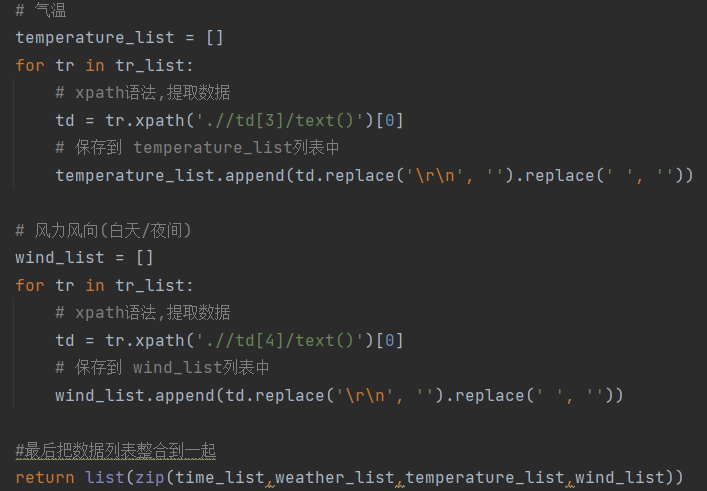 # 气温
temperature_list = []
for tr in tr_list:
    # xpath语法,提取数据
    td = tr.xpath('.//td[3]/text()')[0]
    # 保存到 temperature_list列表中
    temperature_list.append(td.replace('\r\n', '').replace(' ', ''))

# 风力风向(白天/夜间)
wind_list = []
for tr in tr_list:
    # xpath语法,提取数据
    td = tr.xpath('.//td[4]/text()')[0]
    # 保存到 wind_list列表中
    wind_list.append(td.replace('\r\n', '').replace(' ', ''))

#最后把数据列表整合到一起
return list(zip(time_list,weather_list,temperature_list,wind_list))